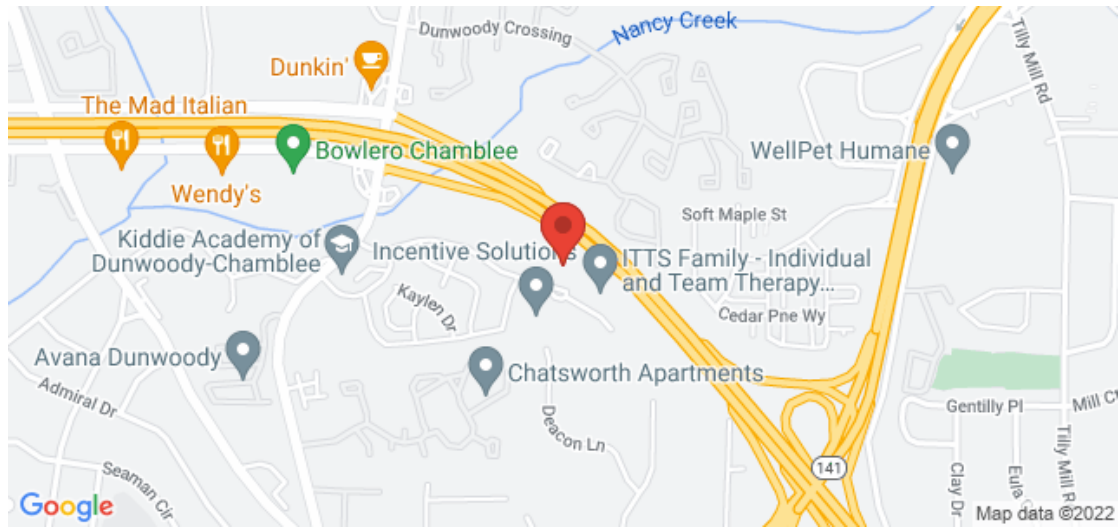 Dunwoody Crossing
Nancy Creek
Tilly Mill Rd
Dunkin'
The Mad Italian
Bowlero Chamblee
WellPet Humane
Wendy's
Soft Maple St
Kiddie Academy of
Dunwoody-Chamblee
Incentive Solutions
ITTS Family - Individual
and Team Therapy...
Kaylen Dr
Cedar Pne Wy
Avana Dunwoody
Chatsworth Apartments
Admiral Dr
Deacon Ln
Gentilly Pl
Mill Ct
Tilly Mill Rd
141
Seaman Cir
Clay Dr
Eula
Google
Map data ©2022